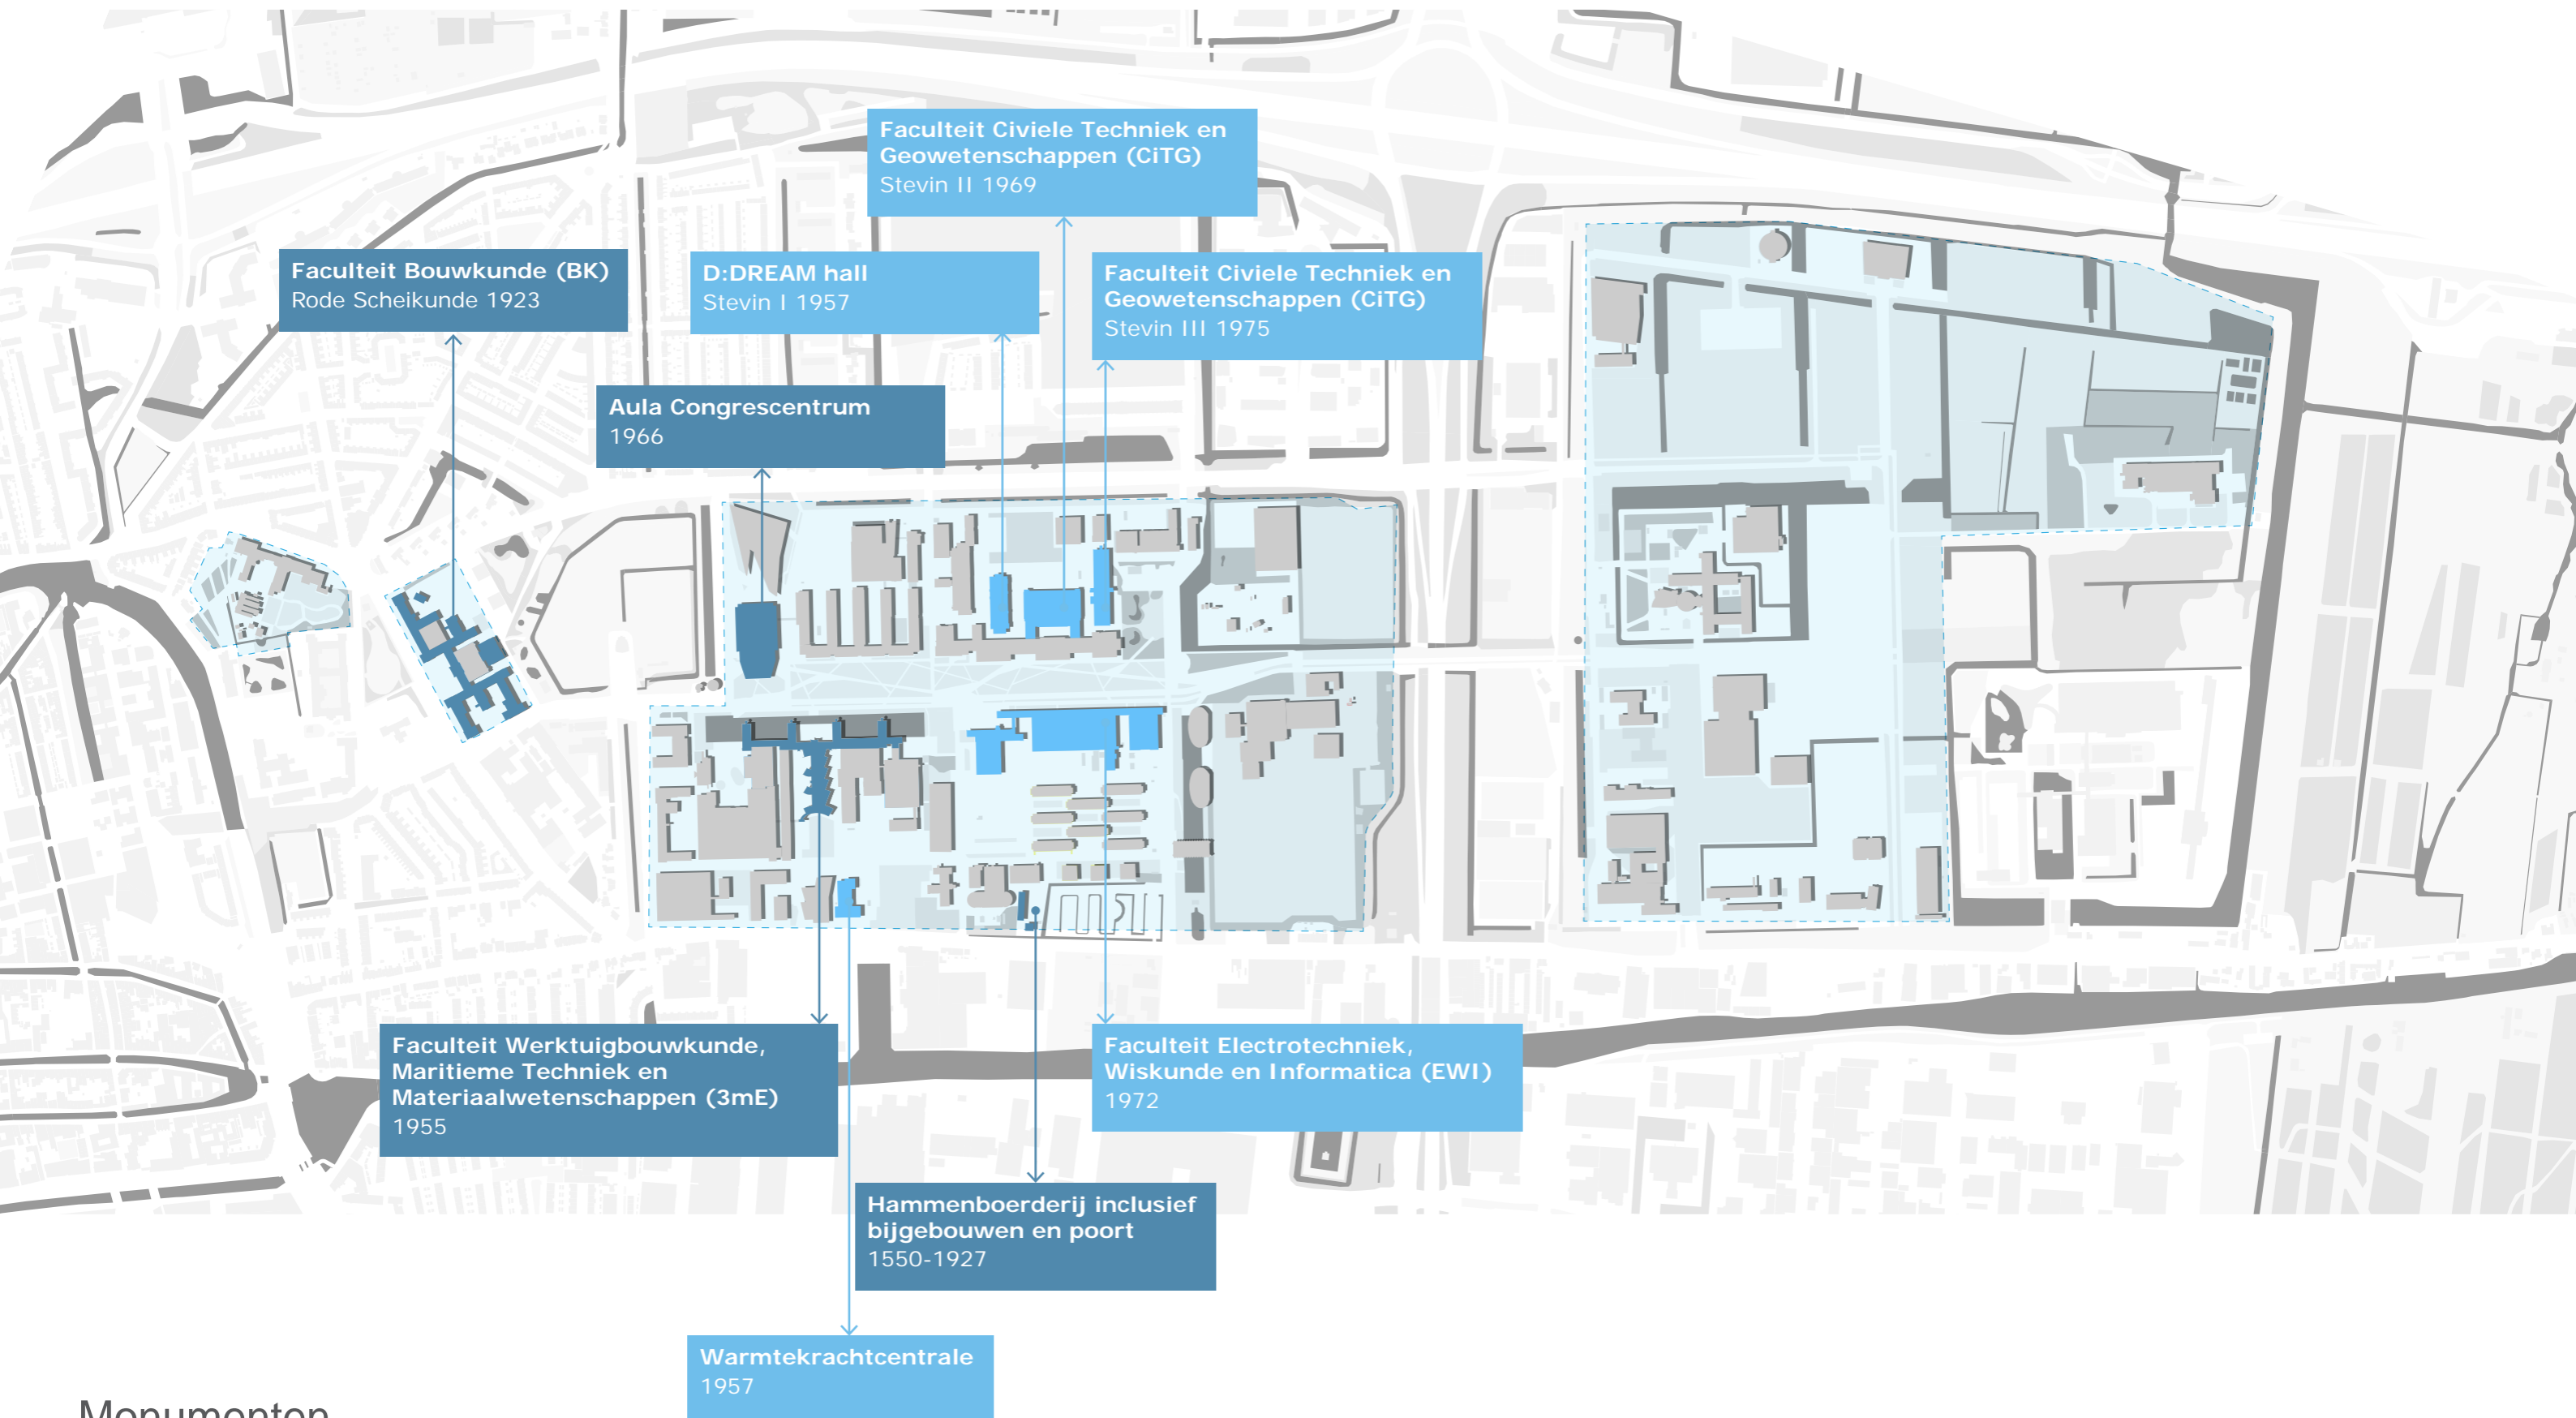 Faculteit Civiele Techniek en
Geowetenschappen (CiTG)
Stevin II 1969
Faculteit Bouwkunde (BK)
Rode Scheikunde 1923
D:DREAM hall
Stevin I 1957
Faculteit Civiele Techniek en
Geowetenschappen (CiTG)
Stevin III 1975
Aula Congrescentrum
1966
Faculteit Werktuigbouwkunde,
Maritieme Techniek en
Materiaalwetenschappen (3mE)
1955
Faculteit Electrotechniek,
Wiskunde en Informatica (EWI)
1972
Hammenboerderij inclusief
bijgebouwen en poort
1550-1927
Warmtekrachtcentrale
1957
Monumenten